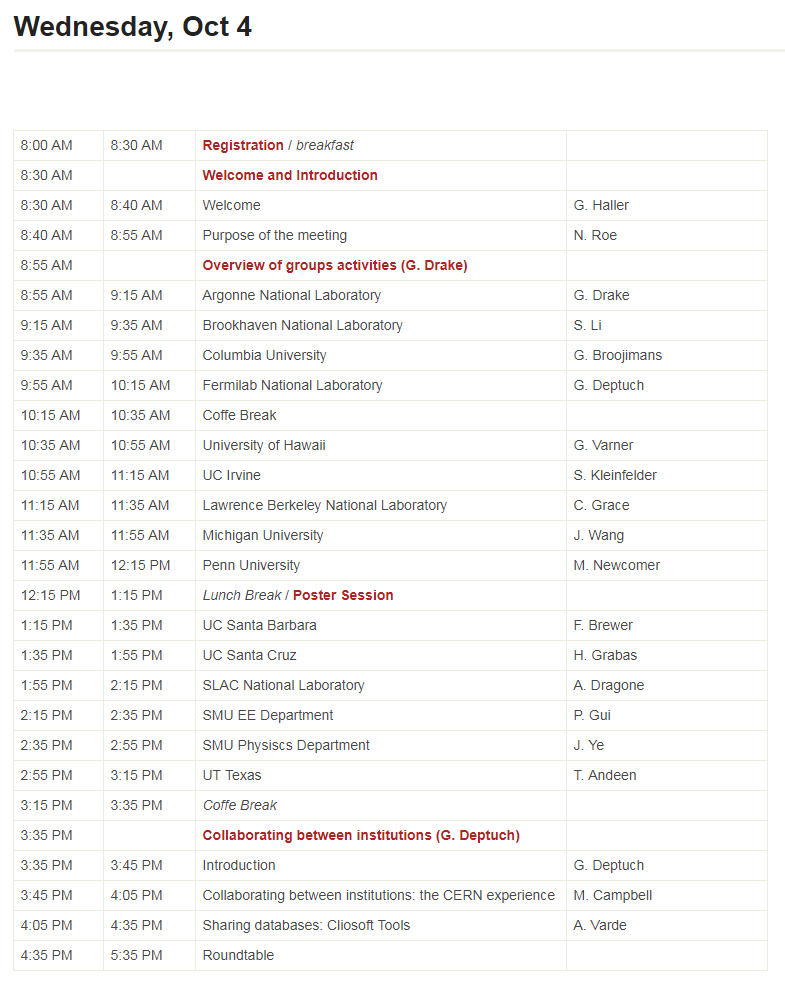 Wednesday, Oct 4
8:00 AM 8:30 AM Registration / breakfast
8:30 AM Welcome and Introduction
8:30 AM 8:40 AM Welcome G. Haller
8:40 AM 8:55 AM Purpose of the meeting N. Roe
8:55 AM Overview of groups activities (G. Drake)
8:55 AM 9:15 AM Argonne National Laboratory G. Drake
9:15 AM 9:35 AM Brookhaven National Laboratory S. Li
9:35 AM 9:55 AM Columbia University G. Broojimans
9:55 AM 10:15 AM Fermilab National Laboratory G. Deptuch
10:15 AM 10:35 AM Coffe Break
10:35 AM 10:55 AM University of Hawaii G. Varner
10:55 AM 11:15 AM UC Irvine S. Kleinfelder
11:15 AM 11:35 AM Lawrence Berkeley National Laboratory C. Grace
11:35 AM 11:55 AM Michigan University J. Wang
11:55 AM 12:15 PM Penn University M. Newcomer
12:15 PM 1:15 PM Lunch Break / Poster Session
1:15 PM 1:35 PM UC Santa Barbara F. Brewer
1:35 PM 1:55 PM UC Santa Cruz H. Grabas
1:55 PM 2:15 PM SLAC National Laboratory A. Dragone
2:15 PM 2:35 PM SMU EE Department P. Gui
2:35 PM 2:55 PM SMU Physiscs Department J. Ye
2:55 PM 3:15 PM UT Texas T. Andeen
3:15 PM 3:35 PM Coffe Break
3:35 PM Collaborating between institutions (G. Deptuch)
3:35 PM 3:45 PM Introduction G. Deptuch
3:45 PM 4:05 PM Collaborating between institutions: the CERN experience M. Campbell
4:05 PM 4:35 PM Sharing databases: Cliosoft Tools A. Varde
4:35 PM 5:35 PM Roundtable